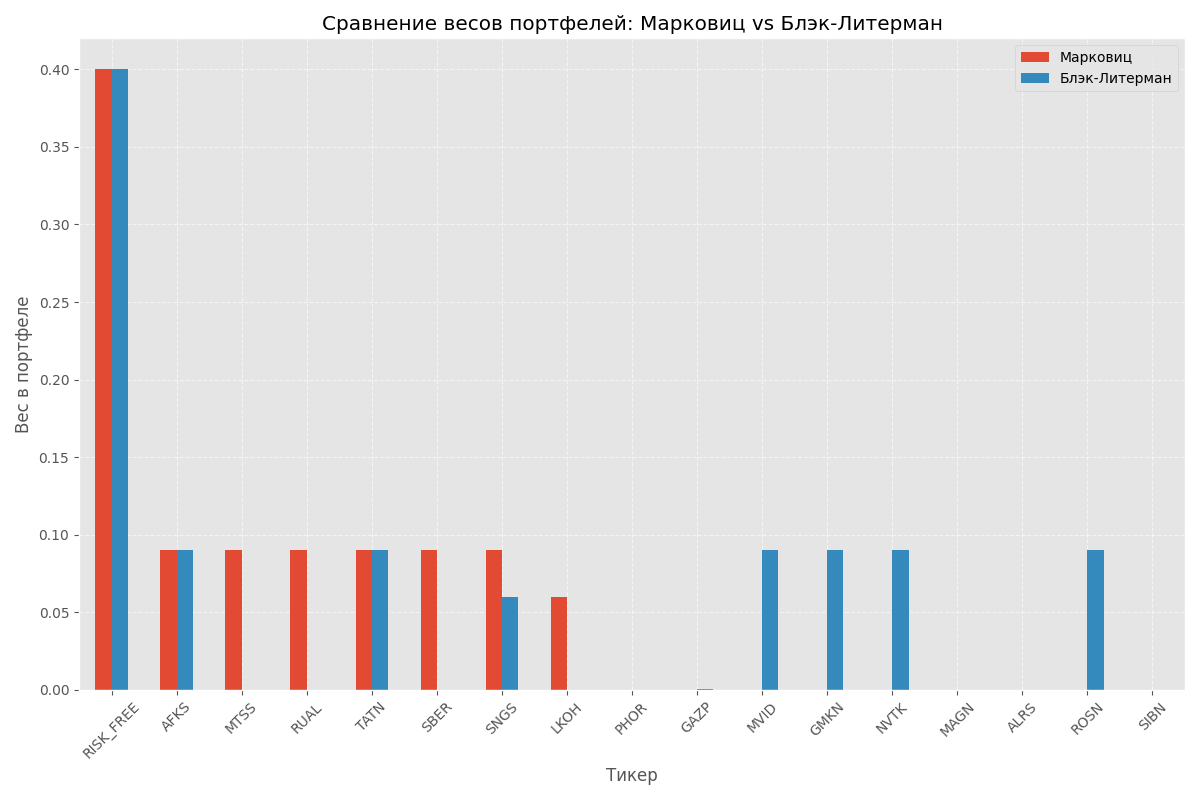 Сравнение весов портфелей: Марковиц vs Блэк-Литерман
Марковиц
Блэк-Литерман
Вес в портфеле
0.40
0.35
0.30
0.25
0.20
0.15
0.10
0.05
0.00
RISK_FREE
AFKS
MTSS
RUAL
TATN
SBER
SNGS
LKOH
PHOR
GAZP
MVID
GMKN
NVTK
MAGN
ALRS
ROSN
SIBN
Тикер